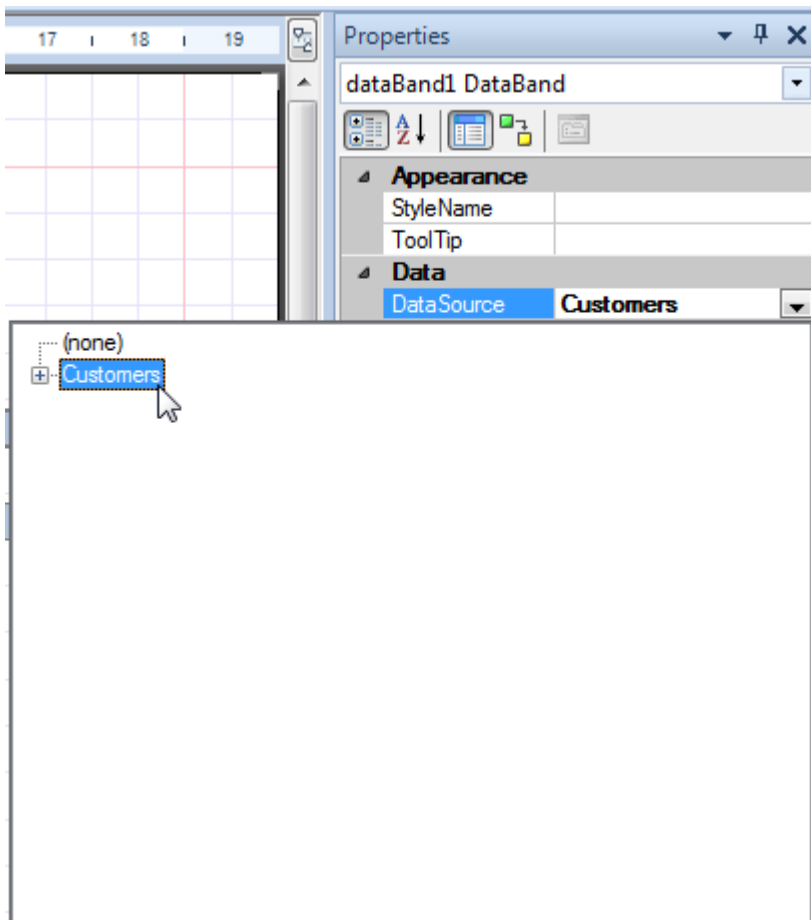 17 18 19
Properties
dataBand1 DataBand
A
Z
Appearance
StyleName
ToolTip
Data
DataSource Customers
(none)
Customers